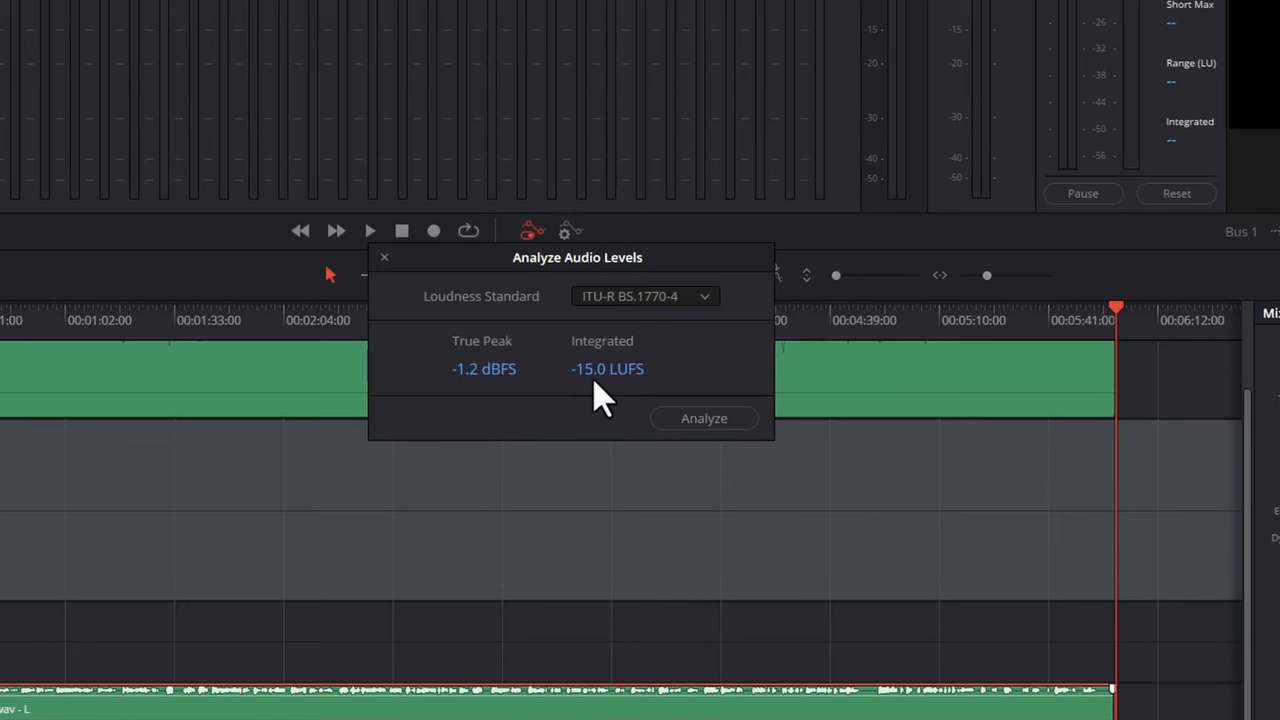 Short Max
--
-15
-15
-26
-20
-20
-32
Range (LU)
-38
--
-44
-30
-30
Integrated
-50
--
-40
-40
-56
-50
-50
Pause
Reset
Bus 1
Analyze Audio Levels
Loudness Standard
ITU-R BS.1770-4
1:00
00:01:02:00
00:01:33:00
00:02:04:00
00
00:04:39:00
00:05:10:00
00:05:41:00
00:06:12:00
True Peak
Integrated
-1.2 dBFS
-15.0 LUFS
Analyze
wav - L